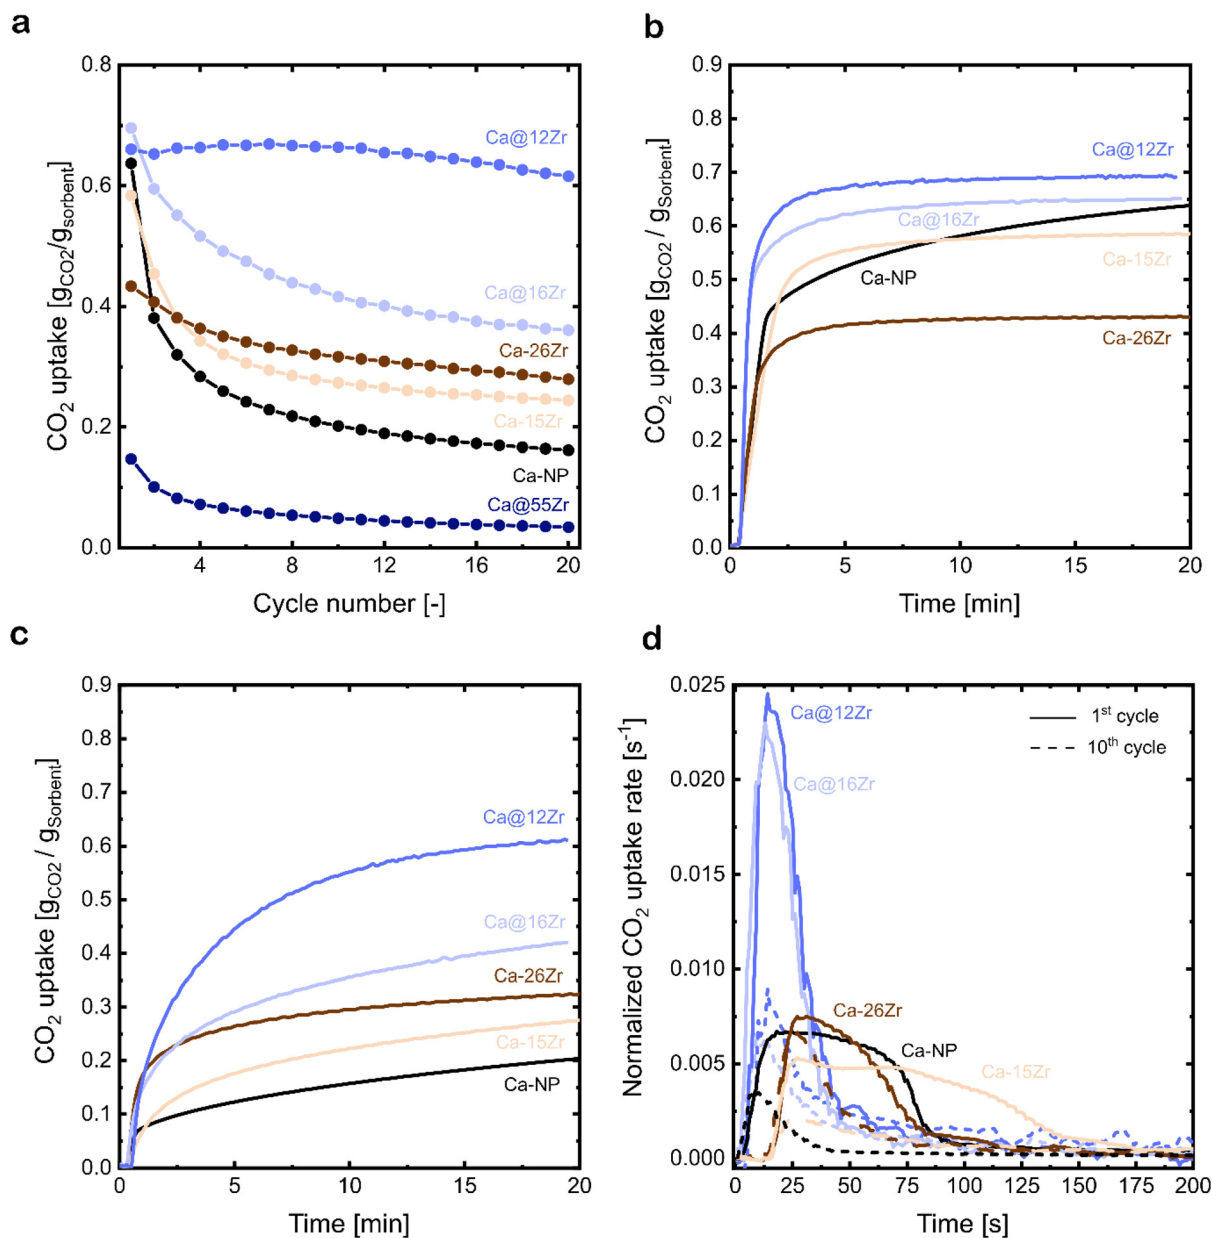 a
0.8
0.6
0.4
0.2
0.0
4
8
12
16
20
CO2 uptake [gCO2/gsorbent]
Cycle number [-]
Ca@12Zr
Ca@16Zr
Ca-26Zr
Ca-15Zr
Ca-NP
Ca@55Zr
b
0.9
0.8
0.7
0.6
0.5
0.4
0.3
0.2
0.1
0.0
0
5
10
15
20
CO2 uptake [gCO2 / gSorbent]
Time [min]
Ca@12Zr
Ca@16Zr
Ca-15Zr
Ca-NP
Ca-26Zr
c
0.9
0.8
0.7
0.6
0.5
0.4
0.3
0.2
0.1
0.0
0
5
10
15
20
CO2 uptake [gCO2 / gSorbent]
Time [min]
Ca@12Zr
Ca@16Zr
Ca-26Zr
Ca-15Zr
Ca-NP
d
0.025
0.020
0.015
0.010
0.005
0.000
0
25
50
75
100
125
150
175
200
Normalized CO2 uptake rate [s-1]
Time [s]
Ca@12Zr
Ca@16Zr
1st cycle
10th cycle
Ca-26Zr
Ca-NP
Ca-15Zr